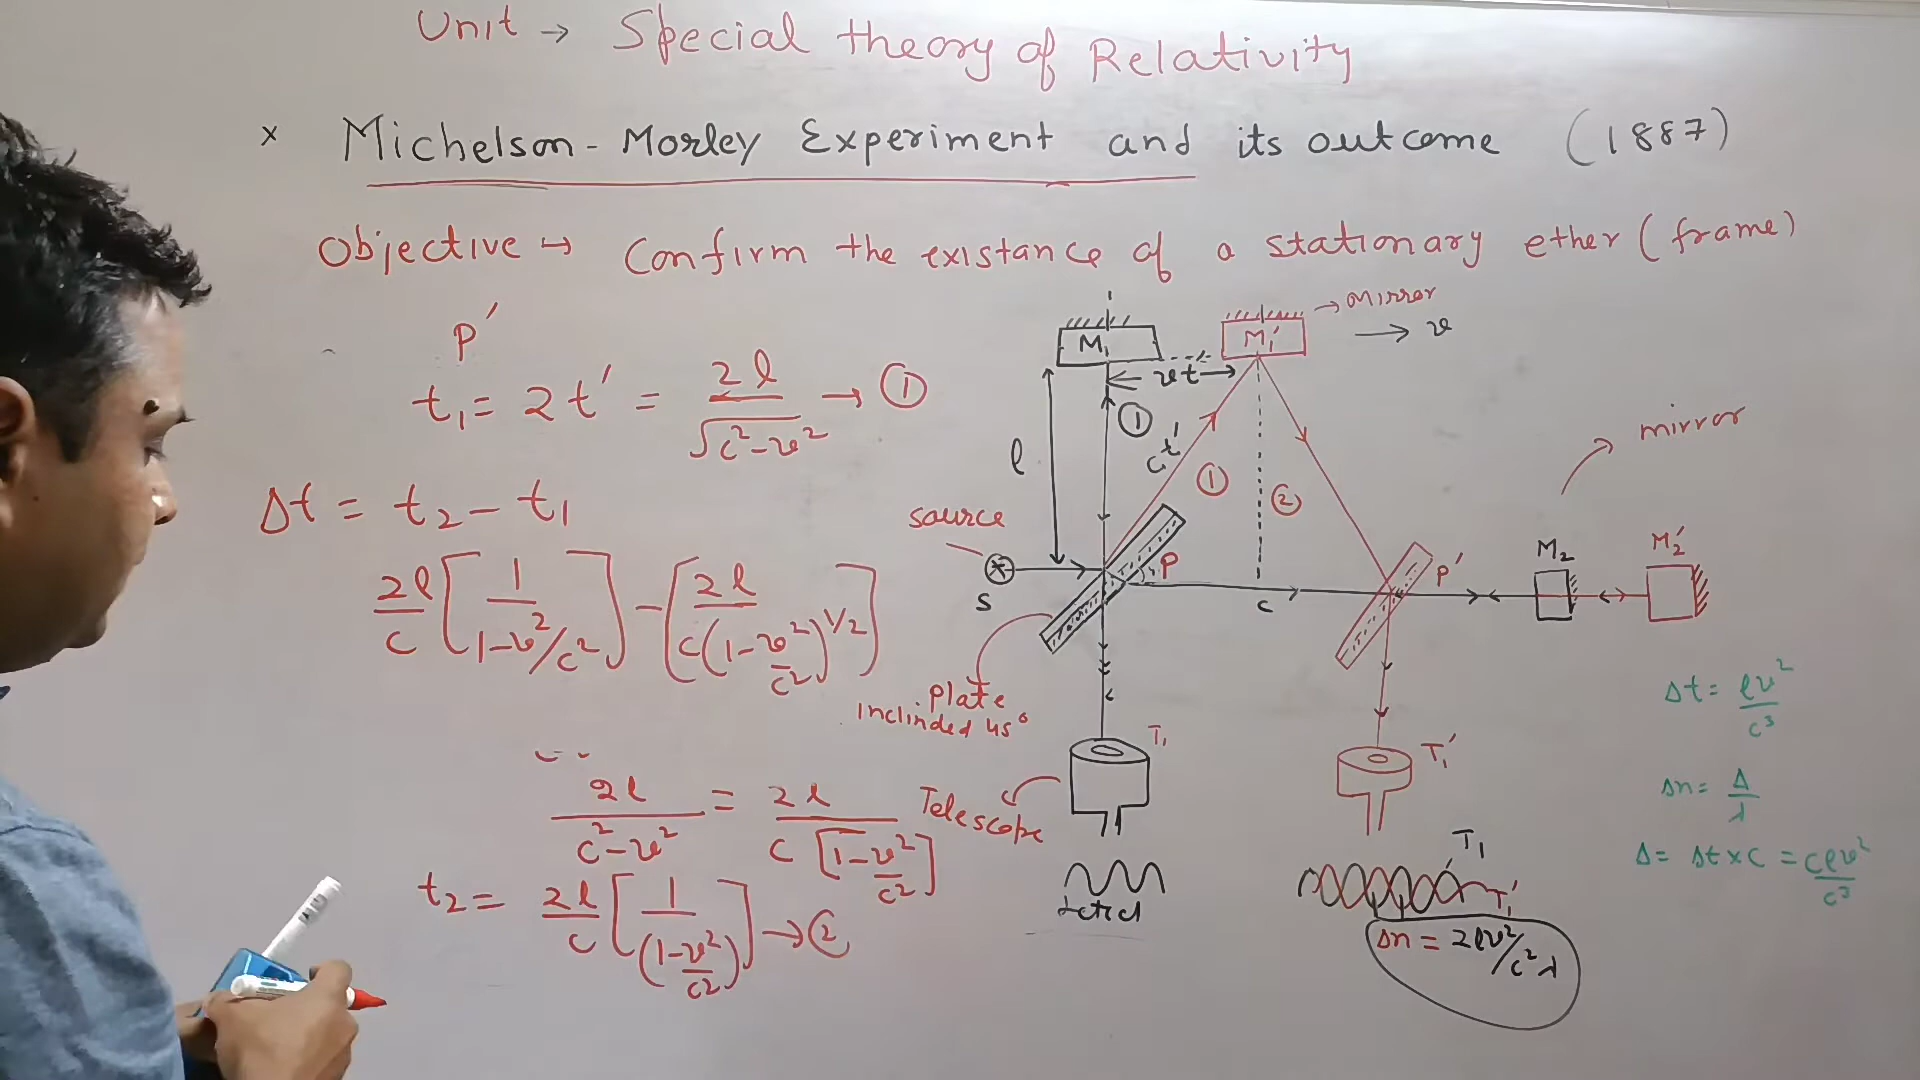 Unit → Special theory of Relativity
× Michelson-Morley Experiment and its outcome (1887)
Objective ↦ Confirm the existance of a stationary ether (frame)
P′
t₁ = 2t′ = 2l / √c²-v² → ①
Δt = t₂ - t₁
2l/c [1 / 1-v²/c²] - [2l / c(1-v²/c²)^1/2]
2l / c²-v² = 2l / c[1-v²/c²]
t₂ = 2l/c [1 / (1-v²/c²)] → ②
M₁
M₁′
→ mirror
→ v
vt′
①
l
ct′
①
②
mirror
source
S
P
c
P′
M₂
M₂′
plate
inclinded 45°
T₁
T₁′
Telescope
T₁
T₁′
Δn = 2lv²/c²λ
Δt = lv²/c³
Δn = Δ/λ
Δ = Δt×c = clv²/c³